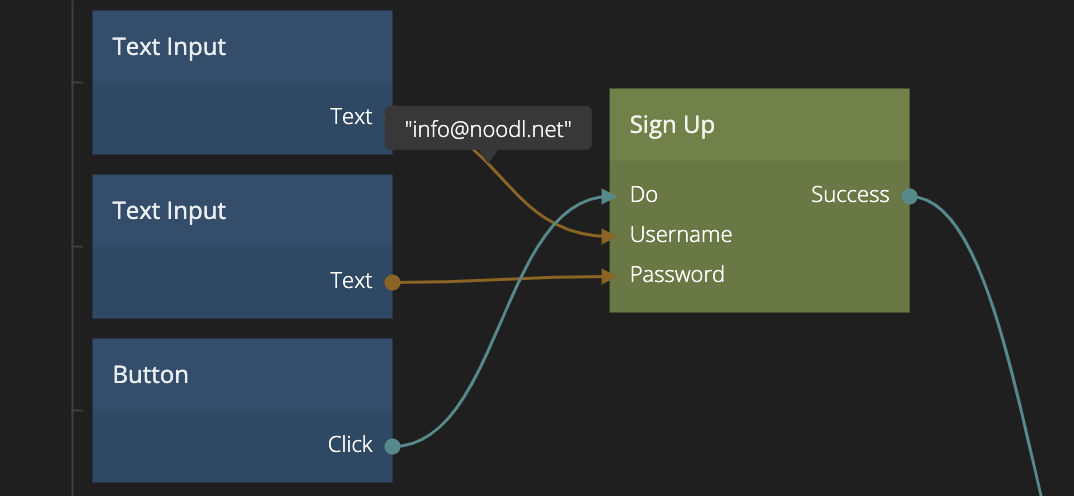 Text Input
Text
"info@noodl.net"
Text Input
Text
Button
Click
Sign Up
Do
Success
Username
Password